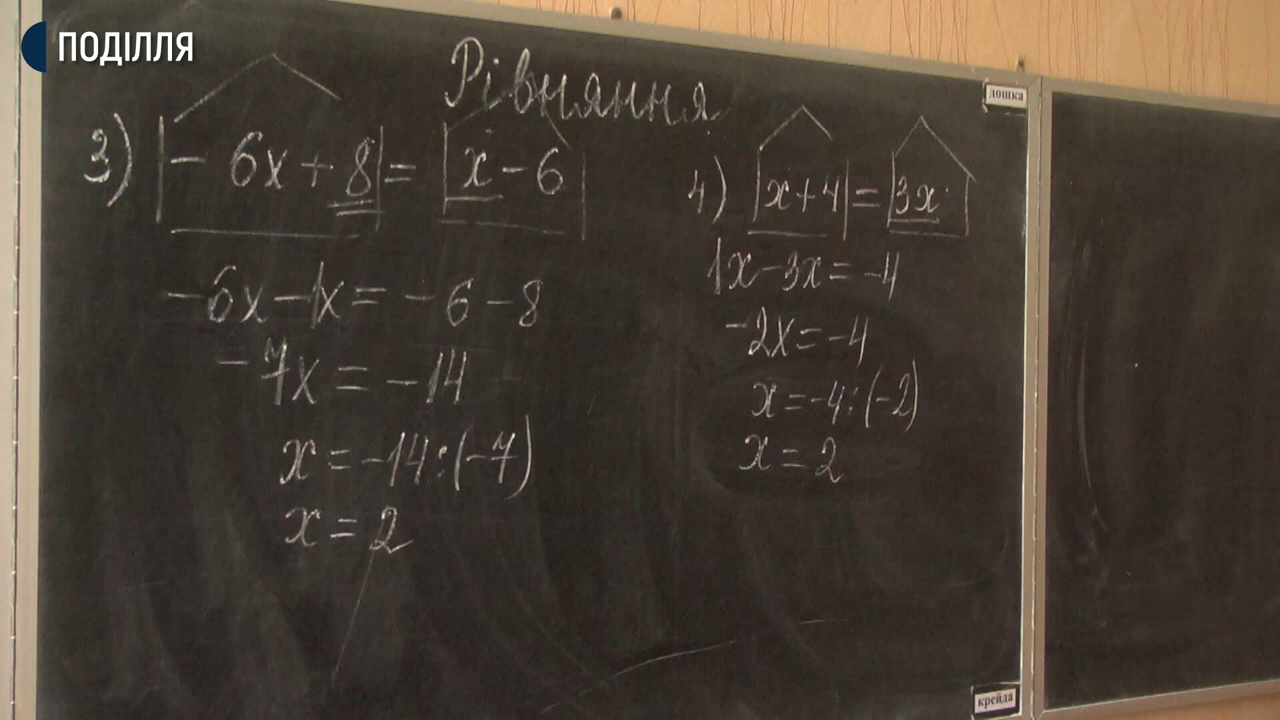 ПОДІЛЛЯ
Рівняння
дошка
3) - 6x + 8 = x - 6
-6x - 1x = - 6 - 8
-7x = -14
x = -14:(-7)
x = 2
4) x + 4 = 3x
1x - 3x = -4
-2x = -4
x = -4:(-2)
x = 2
крейда